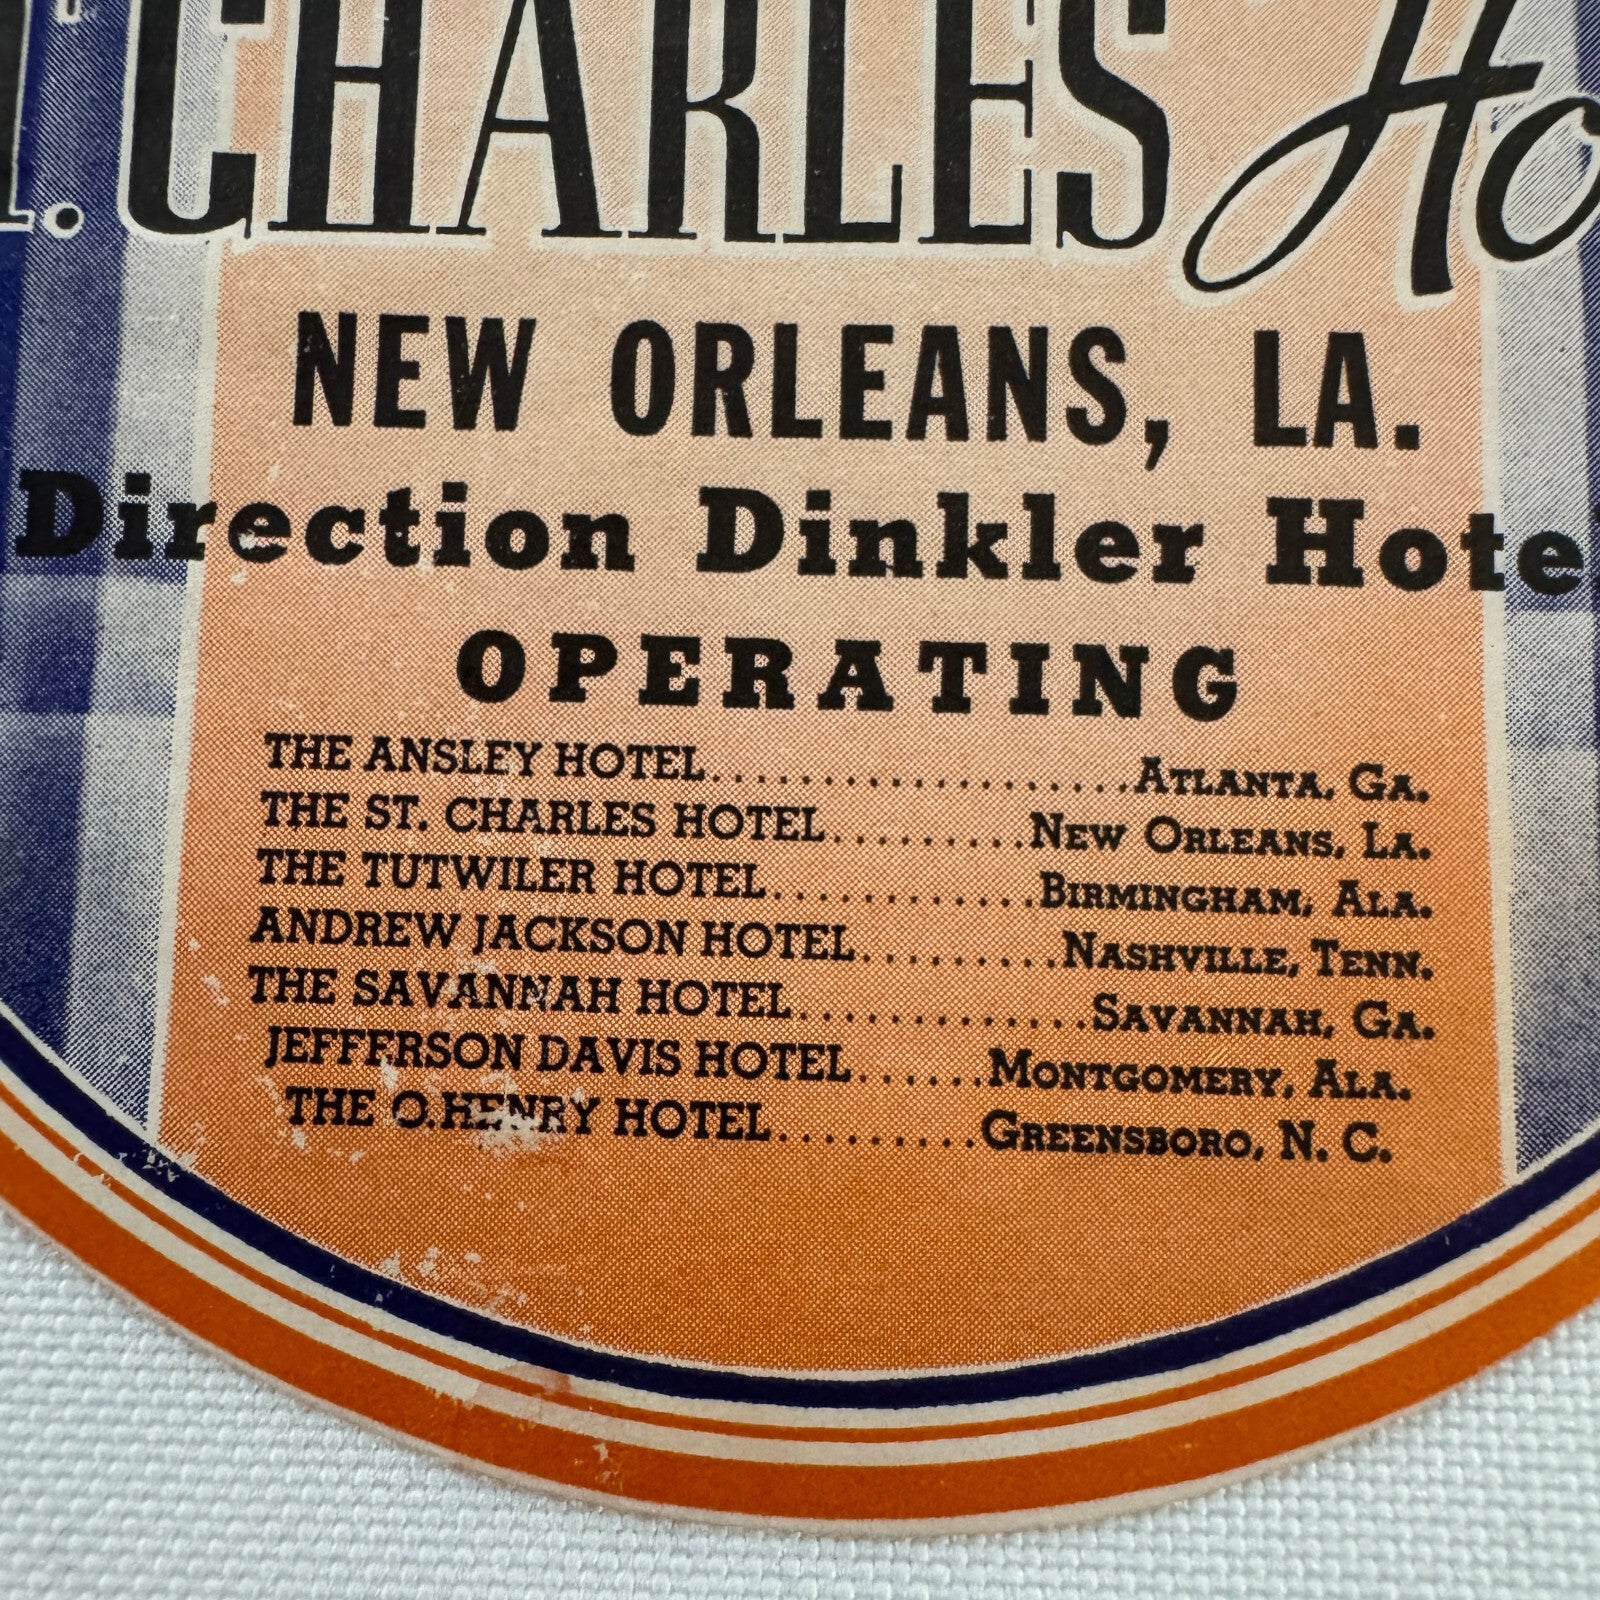 T. CHARLES Ho
NEW ORLEANS, LA.
Direction Dinkler Hote
OPERATING
THE ANSLEY HOTEL...................ATLANTA, GA.
THE ST. CHARLES HOTEL.........NEW ORLEANS, LA.
THE TUTWILER HOTEL............BIRMINGHAM, ALA.
ANDREW JACKSON HOTEL.........NASHVILLE, TENN.
THE SAVANNAH HOTEL.............SAVANNAH, GA.
JEFFERSON DAVIS HOTEL......MONTGOMERY, ALA.
THE O.HENRY HOTEL.........GREENSBORO, N. C.